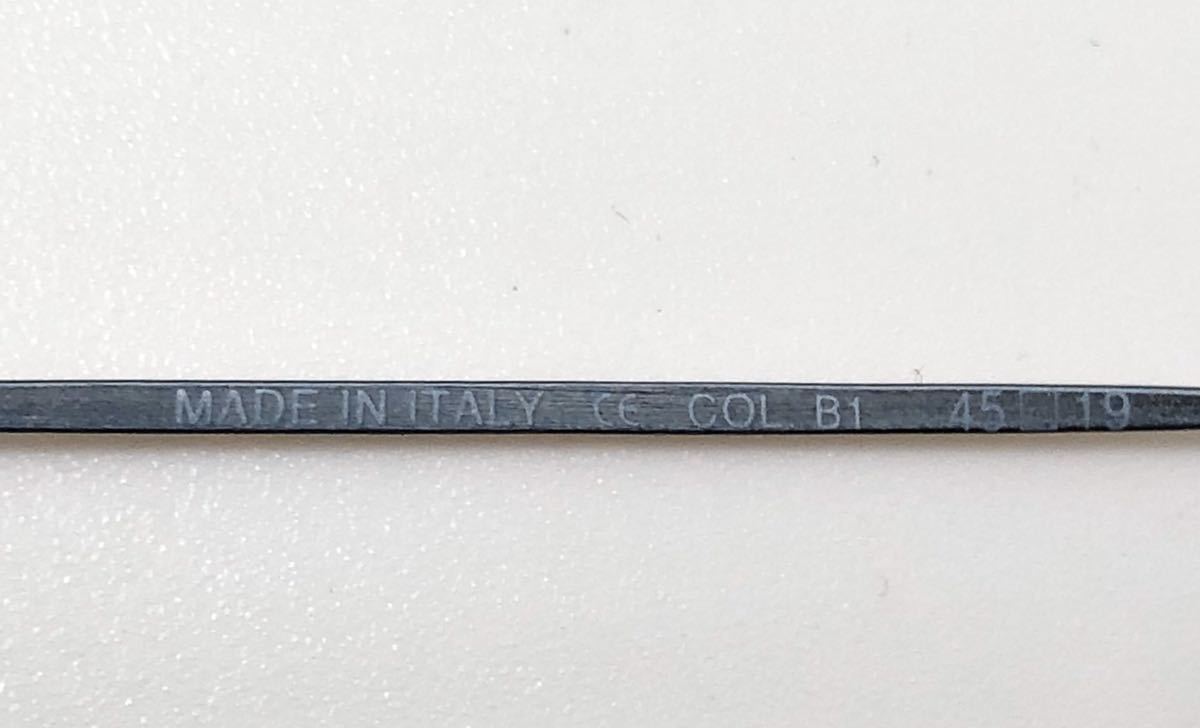 MADE IN ITALY CE COL. B1 45□19